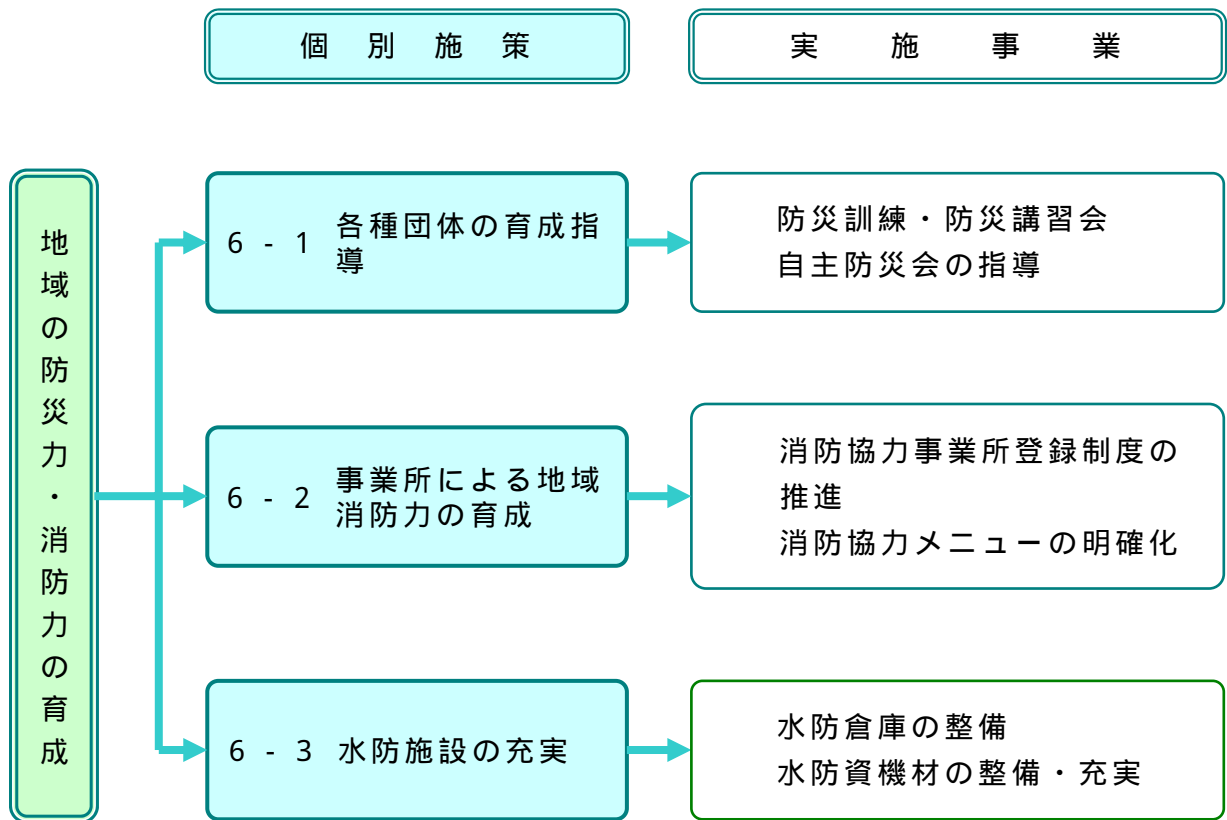 個別施策
実施事業
地域の防災力・消防力の育成
6-1
各種団体の育成指
導
防災訓練・防災講習会
自主防災会の指導
6-2
事業所による地域
消防力の育成
消防協力事業所登録制度の
推進
消防協力メニューの明確化
6-3 水防施設の充実
水防倉庫の整備
水防資機材の整備・充実